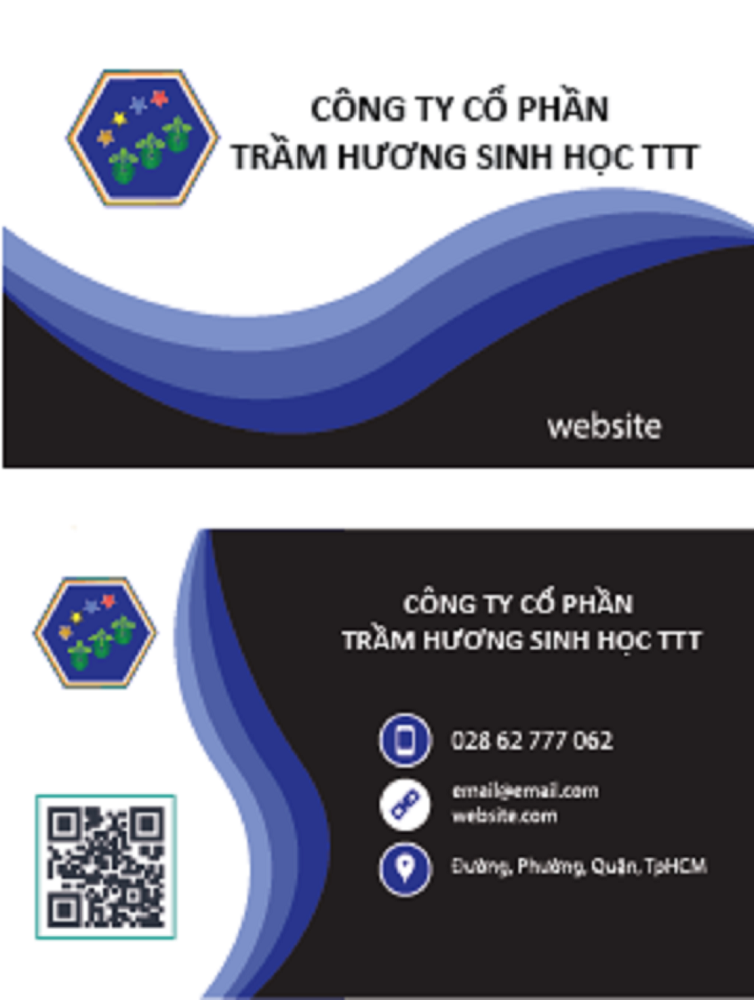 CÔNG TY CỔ PHẦN
TRẦM HƯƠNG SINH HỌC TTT
website
CÔNG TY CỔ PHẦN
TRẦM HƯƠNG SINH HỌC TTT
028 62 777 062
email@email.com
website.com
Đường, Phường, Quận, TpHCM